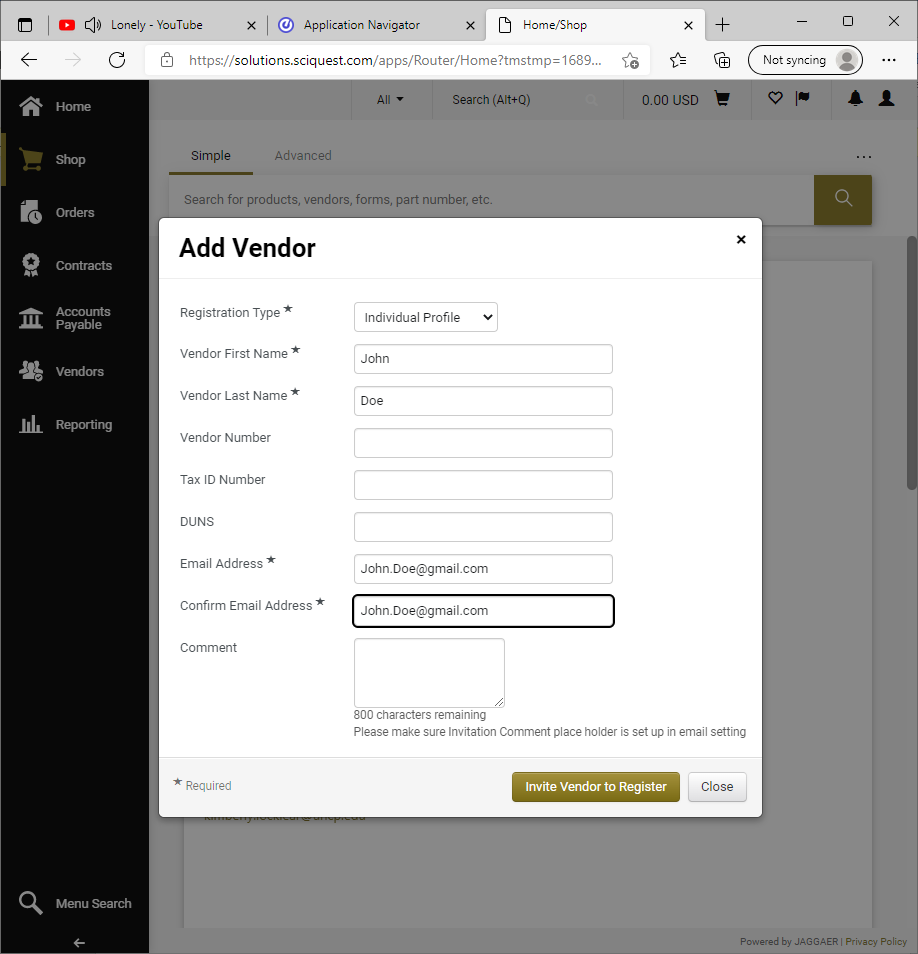 Lonely - YouTube
Application Navigator
Home/Shop
https://solutions.sciquest.com/apps/Router/Home?tmstmp=1689...
Not syncing
Home
All
Search (Alt+Q)
0.00 USD
Shop
Simple
Advanced
Search for products, vendors, forms, part number, etc.
Orders
Contracts
Accounts
Payable
Vendors
Reporting
Add Vendor
Registration Type ★
Individual Profile
Vendor First Name ★
John
Vendor Last Name ★
Doe
Vendor Number
Tax ID Number
DUNS
Email Address ★
John.Doe@gmail.com
Confirm Email Address ★
John.Doe@gmail.com
Comment
800 characters remaining
Please make sure Invitation Comment place holder is set up in email setting
★ Required
Invite Vendor to Register
Close
Menu Search
Powered by JAGGAER | Privacy Policy